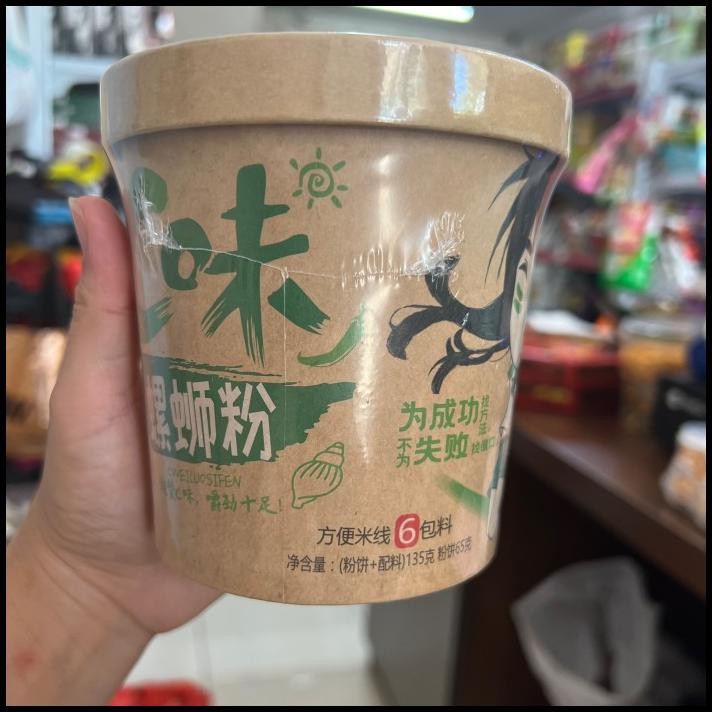 味
螺蛳粉
WEILUOSIFEN
味,嚼劲十足!
为成功找方法
不为失败找借口
方便米线6包料
净含量:(粉饼+配料)135克 粉饼65克